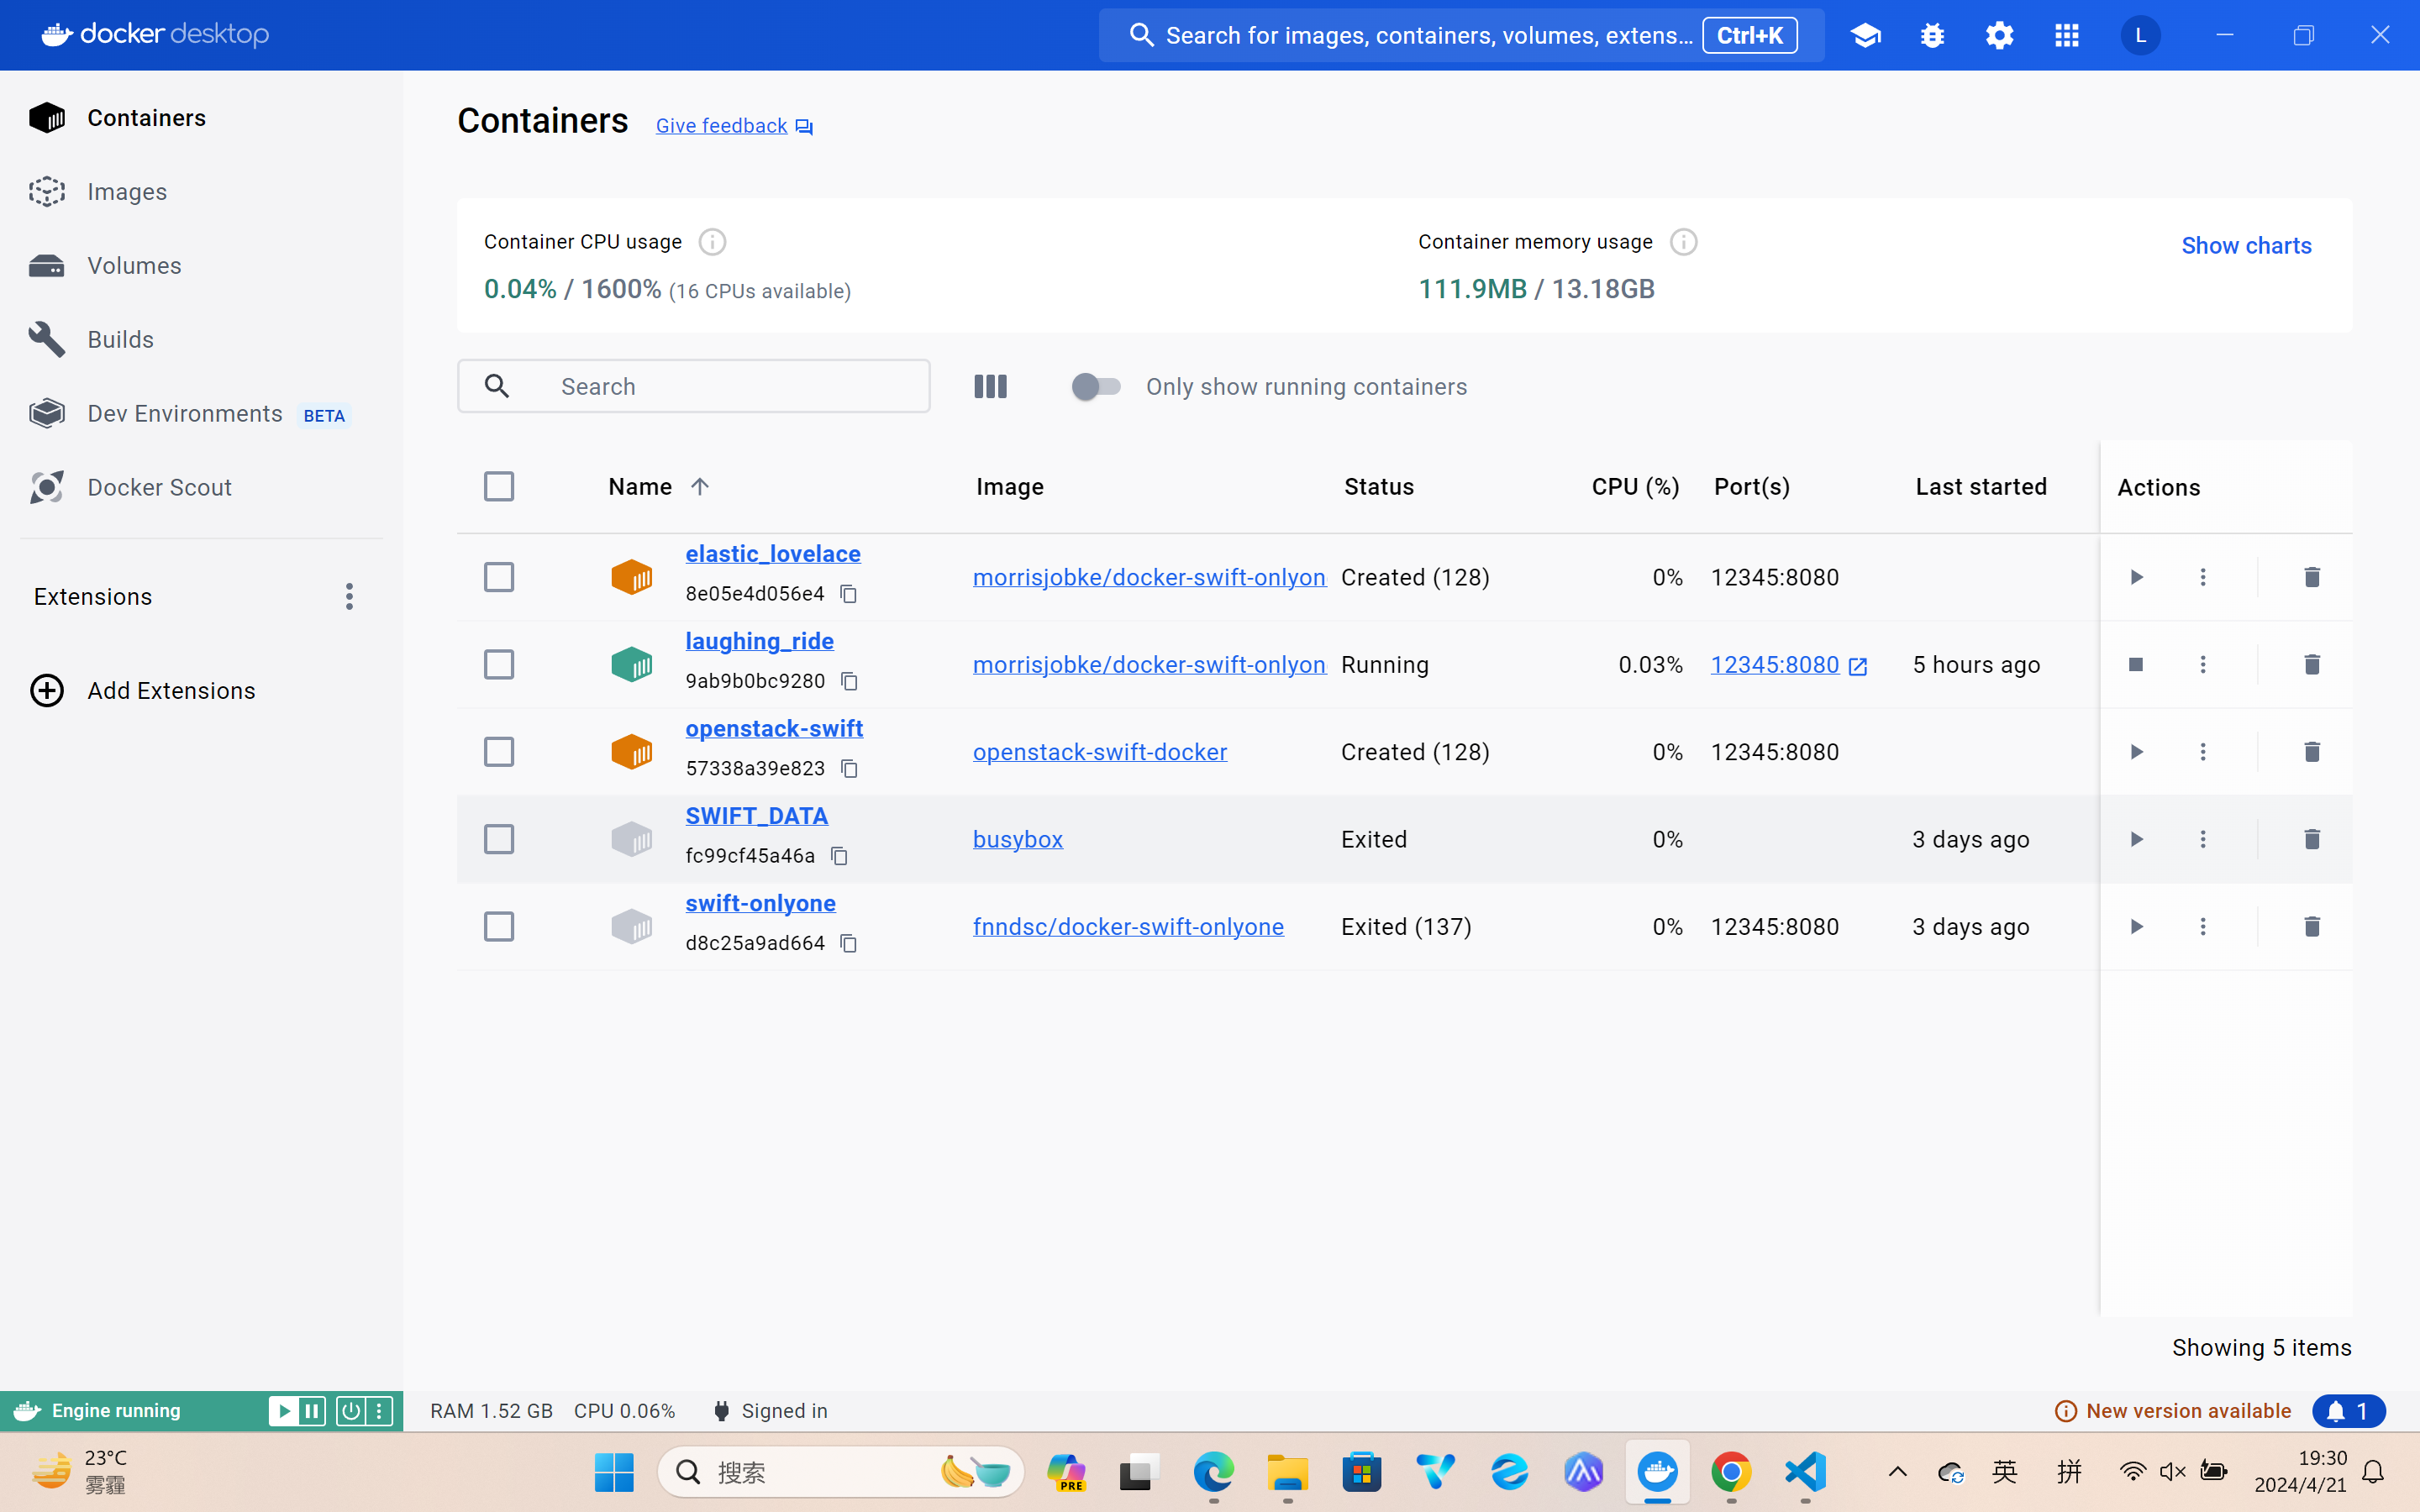 docker desktop
Search for images, containers, volumes, extens... Ctrl+K
L
Containers
Images
Volumes
Builds
Dev Environments BETA
Docker Scout
Extensions
Add Extensions
Containers Give feedback
Container CPU usage
0.04% / 1600% (16 CPUs available)
Container memory usage
111.9MB / 13.18GB
Show charts
Search
Only show running containers
Name Image Status CPU (%) Port(s) Last started Actions
elastic_lovelace
8e05e4d056e4
morrisjobke/docker-swift-onlyon Created (128) 0% 12345:8080
laughing_ride
9ab9b0bc9280
morrisjobke/docker-swift-onlyon Running 0.03% 12345:8080 5 hours ago
openstack-swift
57338a39e823
openstack-swift-docker Created (128) 0% 12345:8080
SWIFT_DATA
fc99cf45a46a
busybox Exited 0% 3 days ago
swift-onlyone
d8c25a9ad664
fnndsc/docker-swift-onlyone Exited (137) 0% 12345:8080 3 days ago
Showing 5 items
Engine running
RAM 1.52 GB CPU 0.06% Signed in
New version available 1
23°C
雾霾
搜索
PRE
英 拼
19:30
2024/4/21